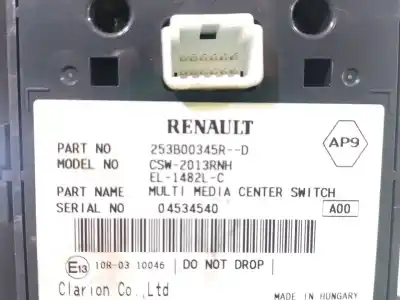 RENAULT
AP9
PART NO 253B00345R--D
MODEL NO CSW-2013RNH
EL-1482L-C
PART NAME MULTI MEDIA CENTER SWITCH
SERIAL NO 04534540 A00
E13 10R-03 10046 DO NOT DROP
Clarion Co.,Ltd MADE IN HUNGARY